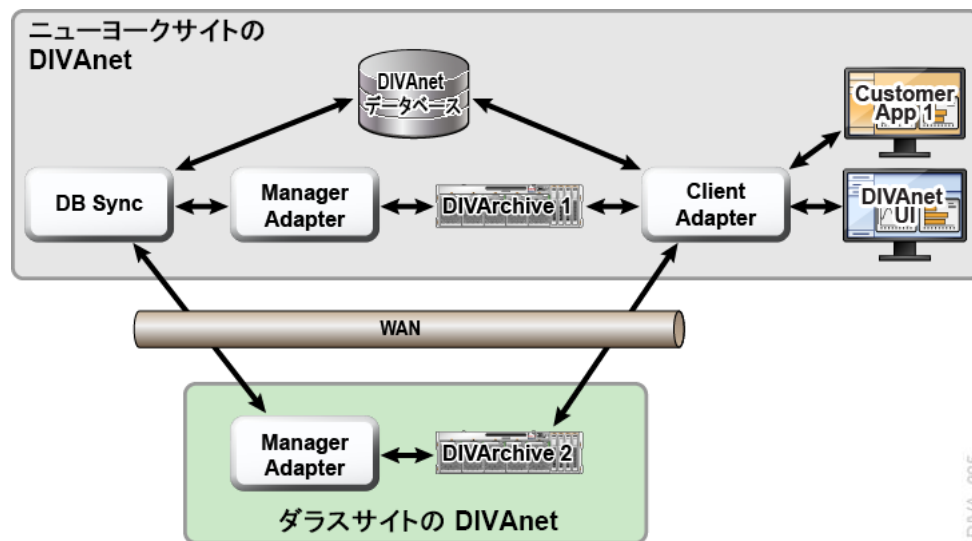 ニューヨークサイトの
DIVAnet
DIVAnet
データベース
Customer
App 1
DB Sync
Manager
Adapter
DIVArchive 1
Client
Adapter
DIVAnet
UI
WAN
Manager
Adapter
DIVArchive 2
ダラスサイトの DIVAnet